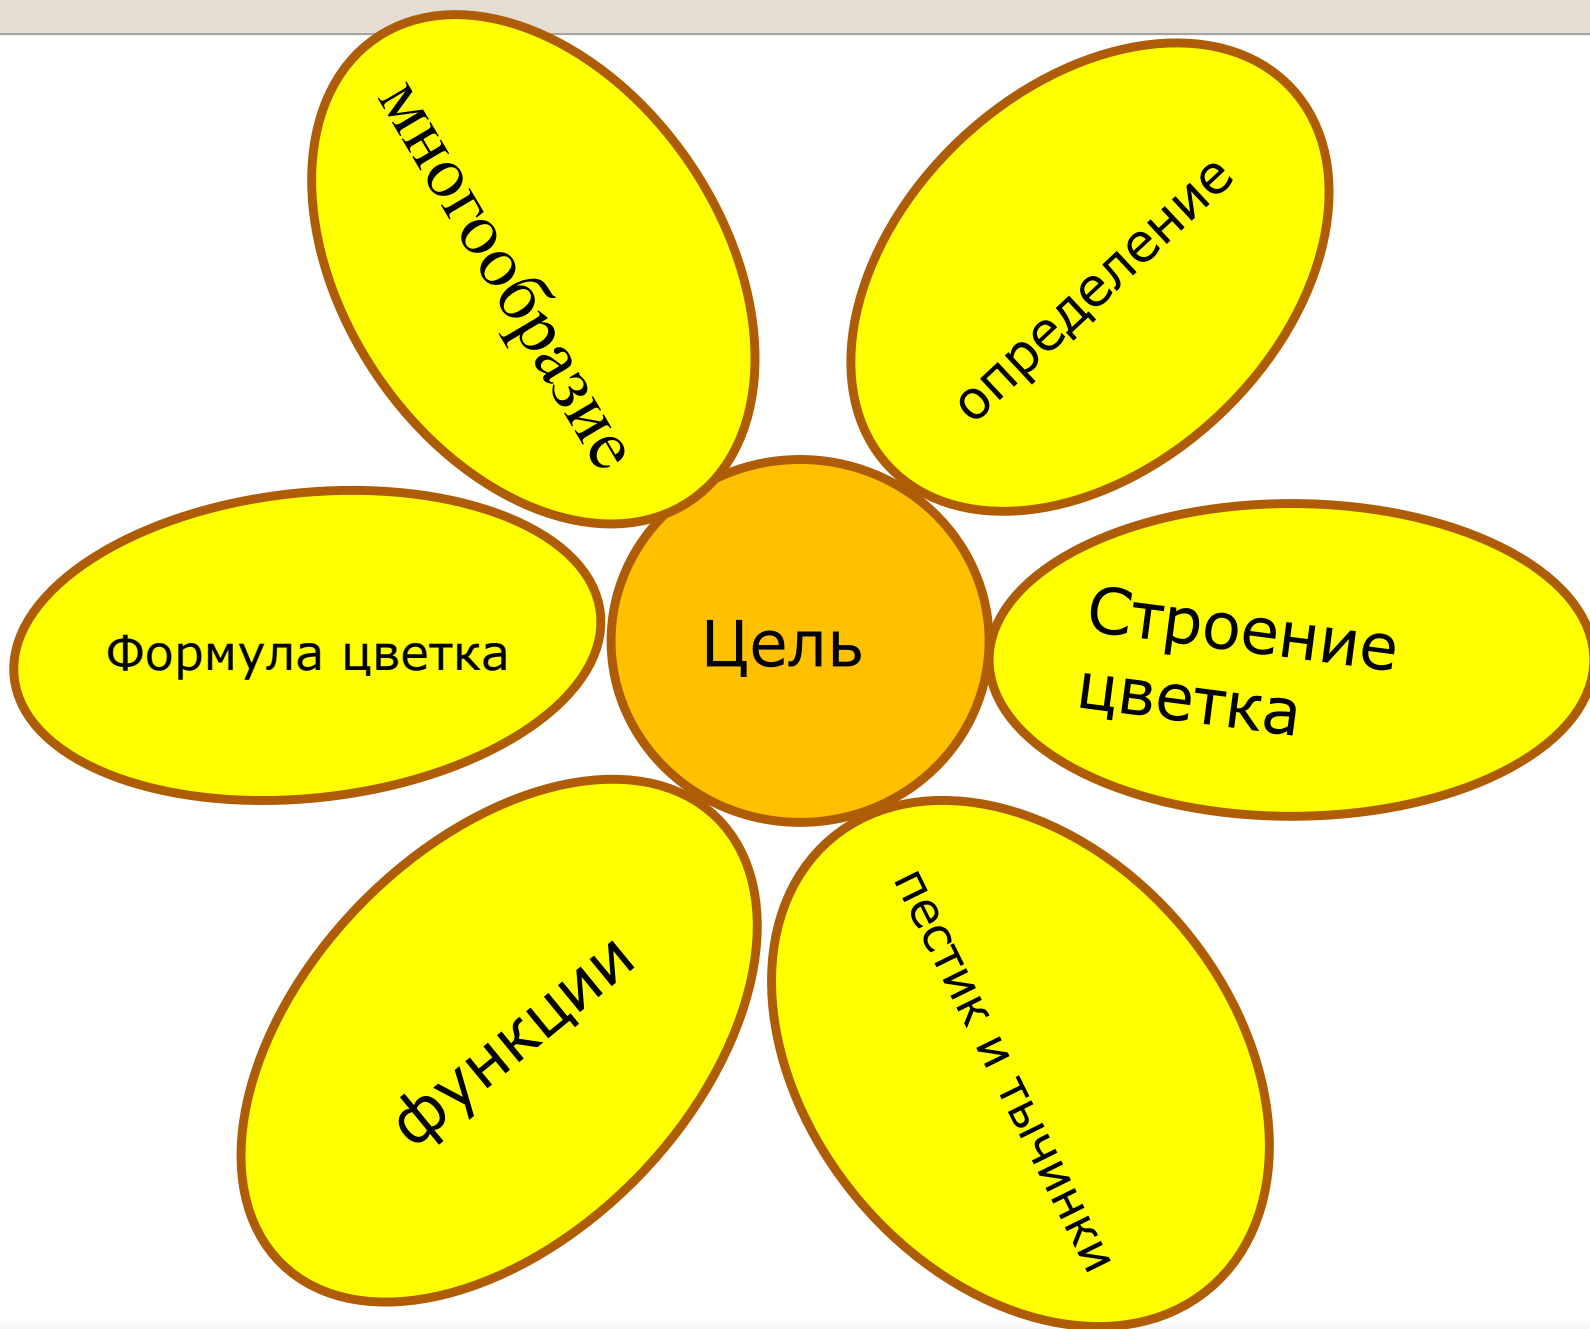 многообразие
определение
Формула цветка
Цель
Строение
цветка
функции
пестик и тычинки